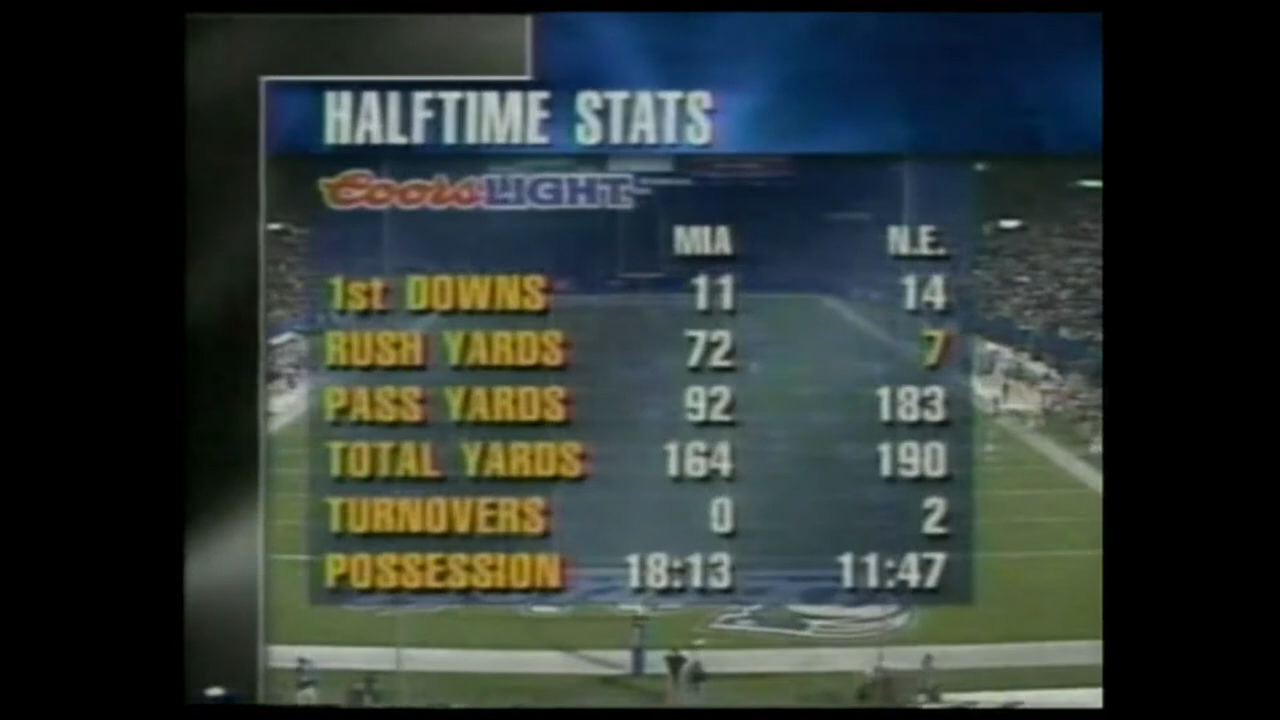 HALFTIME STATS
Coors LIGHT
MIA N.E.
1st DOWNS 11 14
RUSH YARDS 72 7
PASS YARDS 92 183
TOTAL YARDS 164 190
TURNOVERS 0 2
POSSESSION 18:13 11:47